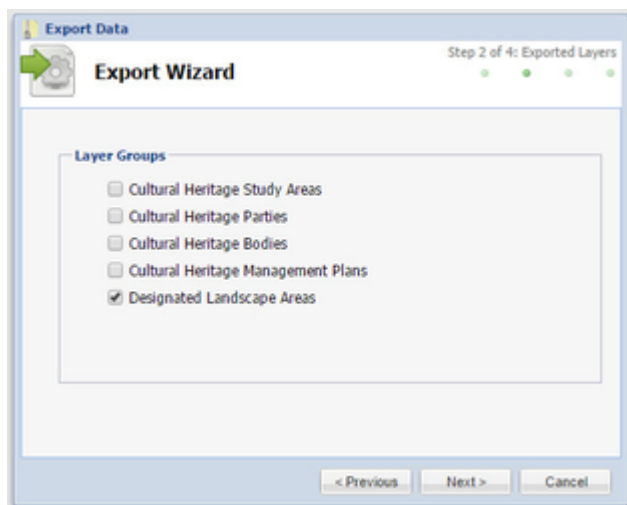 Export Data
Export Wizard
Step 2 of 4: Exported Layers
Layer Groups
Cultural Heritage Study Areas
Cultural Heritage Parties
Cultural Heritage Bodies
Cultural Heritage Management Plans
Designated Landscape Areas
< Previous Next > Cancel